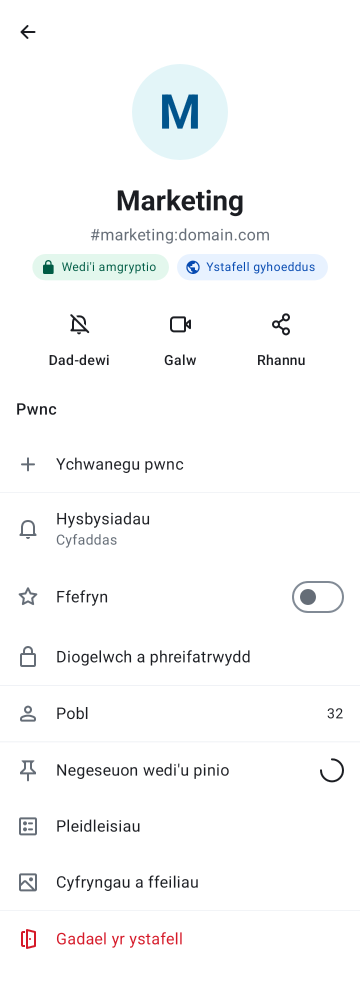 M
Marketing
#marketing:domain.com
Wedi'i amgryptio
Ystafell gyhoeddus
Dad-dewi
Galw
Rhannu
Pwnc
Ychwanegu pwnc
Hysbysiadau
Cyfaddas
Ffefryn
Diogelwch a phreifatrwydd
Pobl
32
Negeseuon wedi'u pinio
Pleidleisiau
Cyfryngau a ffeiliau
Gadael yr ystafell